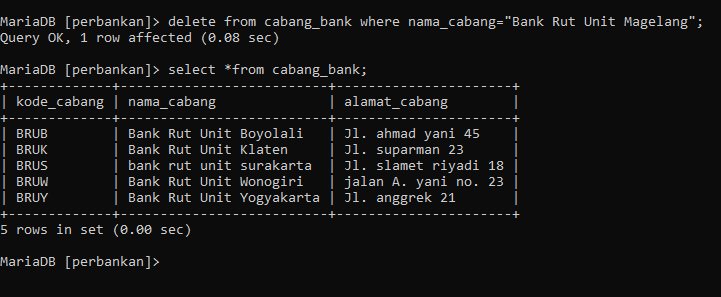 MariaDB [perbankan]> delete from cabang_bank where nama_cabang="Bank Rut Unit Magelang";
Query OK, 1 row affected (0.08 sec)
MariaDB [perbankan]> select *from cabang_bank;
+-------------+--------------------------+----------------------+
| kode_cabang | nama_cabang              | alamat_cabang        |
+-------------+--------------------------+----------------------+
| BRUB        | Bank Rut Unit Boyolali   | Jl. ahmad yani 45    |
| BRUK        | Bank Rut Unit Klaten     | Jl. suparman 23      |
| BRUS        | bank rut unit surakarta  | Jl. slamet riyadi 18 |
| BRUW        | Bank Rut Unit Wonogiri   | jalan A. yani no. 23 |
| BRUY        | Bank Rut Unit Yogyakarta | Jl. anggrek 21       |
+-------------+--------------------------+----------------------+
5 rows in set (0.00 sec)
MariaDB [perbankan]>